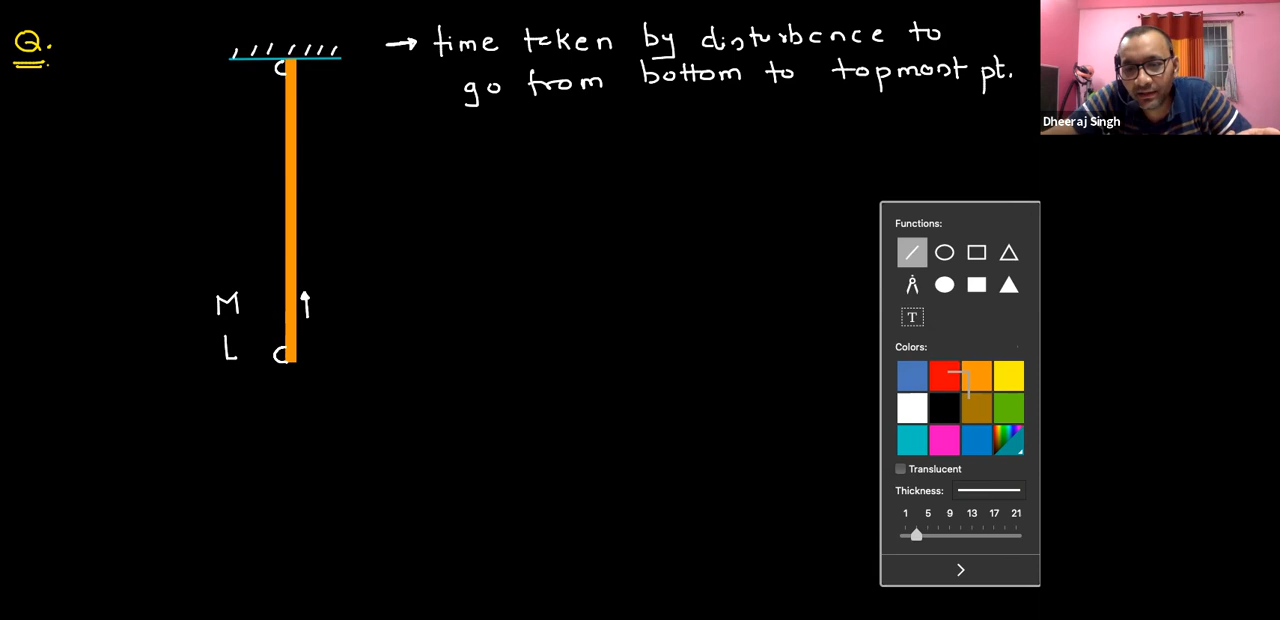 Q.
→ time taken by disturbance to
go from bottom to topmost pt.
Dheeraj Singh
M
L
Functions:
T
Colors:
Translucent
Thickness:
1 5 9 13 17 21